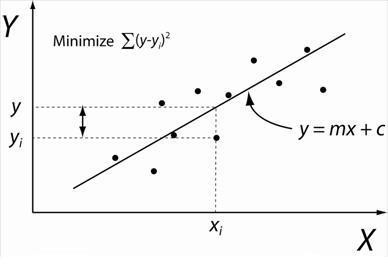 Y
Minimize ∑(y-yᵢ)²
y
yᵢ
y = mx + c
xᵢ
X